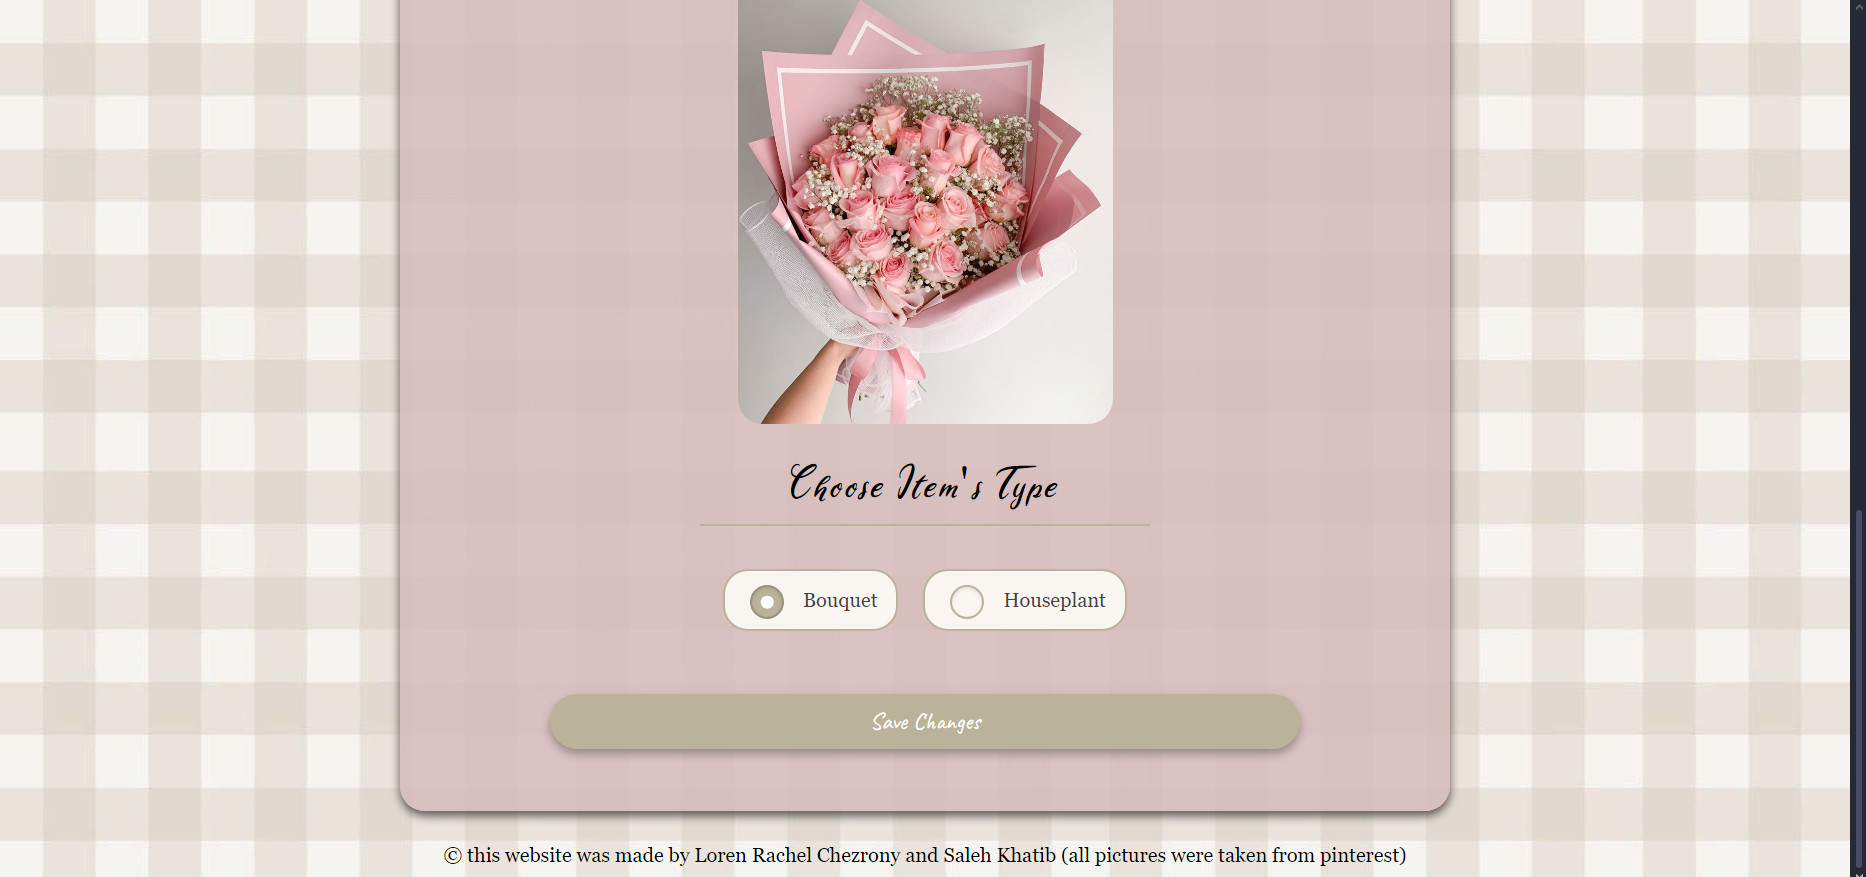 Choose Item's Type
Bouquet
Houseplant
Save Changes
© this website was made by Loren Rachel Chezrony and Saleh Khatib (all pictures were taken from pinterest)